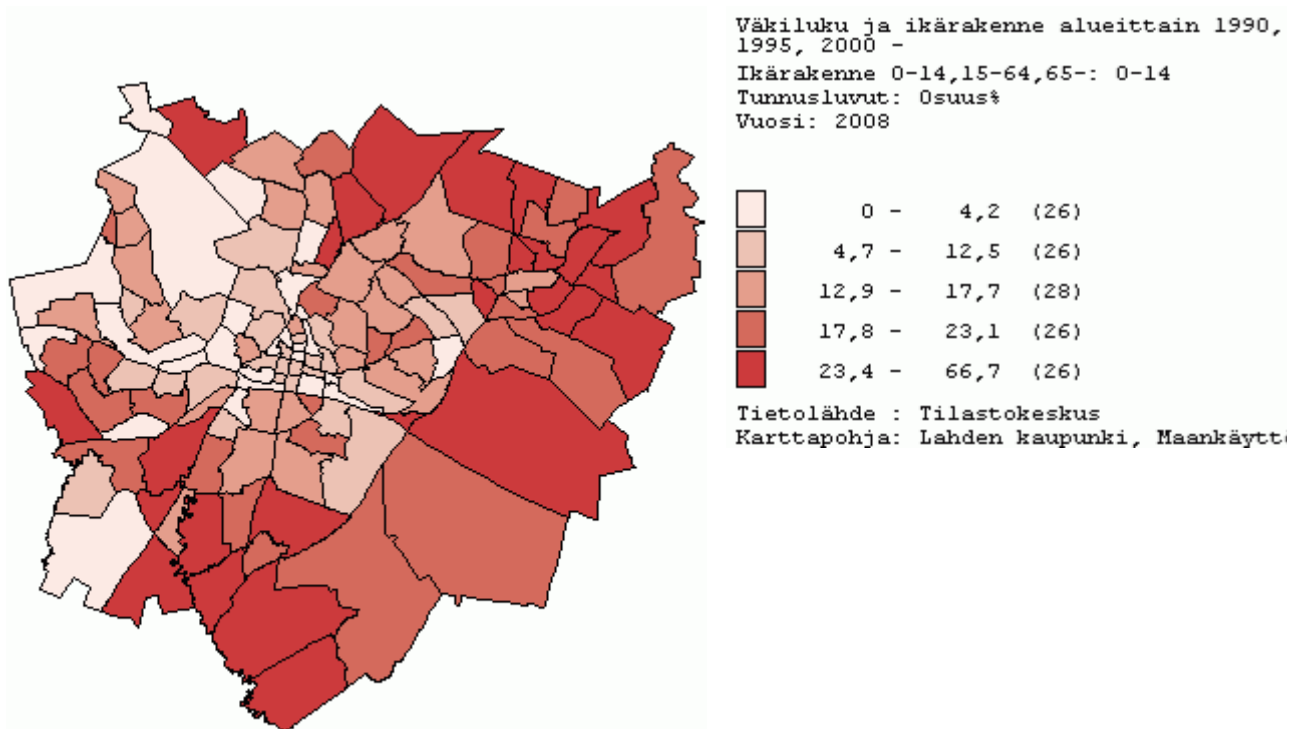 Väkiluku ja ikärakenne alueittain 1990,
1995, 2000 -
Ikärakenne 0-14,15-64,65-: 0-14
Tunnusluvut: Osuus%
Vuosi: 2008
0 - 4,2 (26)
4,7 - 12,5 (26)
12,9 - 17,7 (28)
17,8 - 23,1 (26)
23,4 - 66,7 (26)
Tietolähde : Tilastokeskus
Karttapohja: Lahden kaupunki, Maankäytt